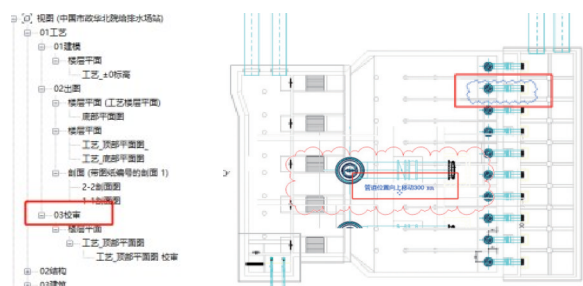 视图 (中国市政华北院给排水场站)
01工艺
01建模
楼层平面
工艺_±0标高
02出图
楼层平面 (工艺楼层平面)
底部平面图
楼层平面
工艺_顶部平面图_
工艺_底部平面图
剖面 (带图纸编号的剖面 1)
2-2剖面图
1-1剖面图
03校审
楼层平面
工艺_顶部平面图
工艺_顶部平面图 校审
02结构
03建筑
管道位置向上移动300